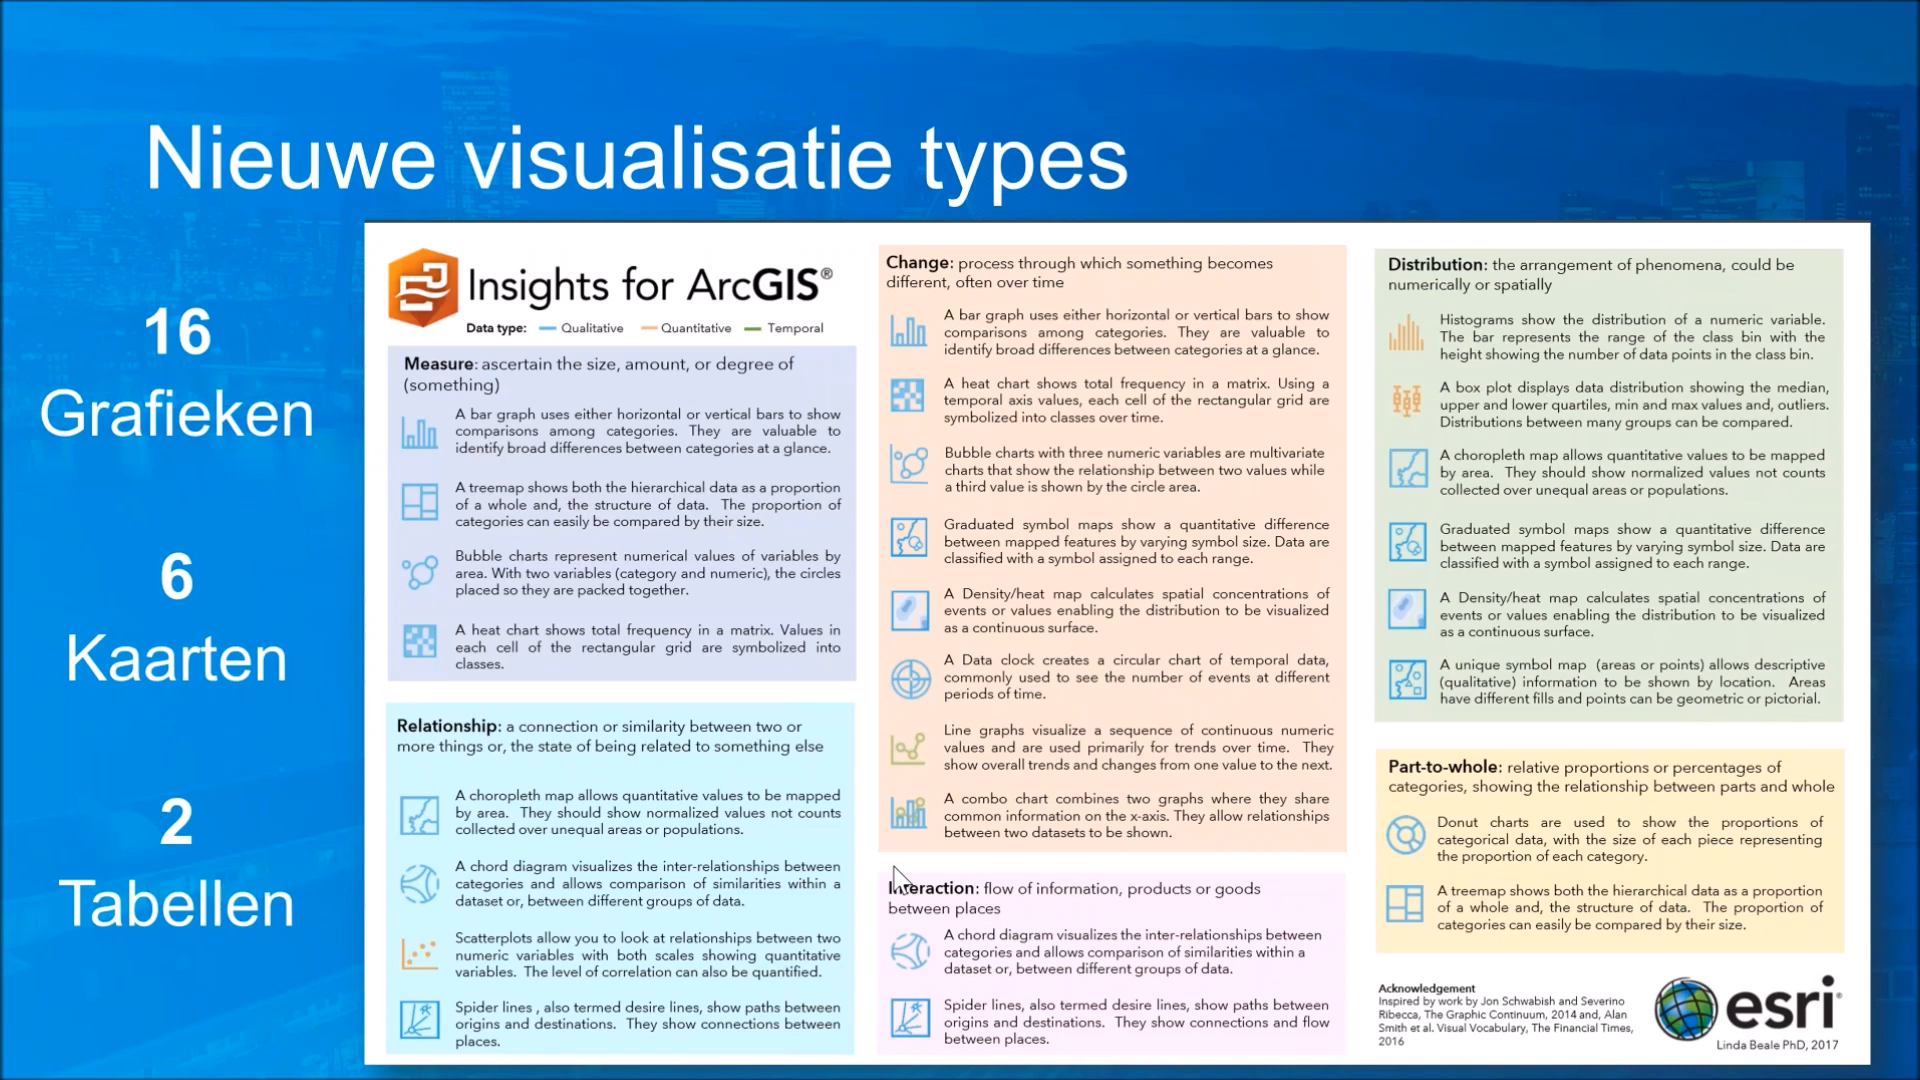 Nieuwe visualisatie types
16
Grafieken
6
Kaarten
2
Tabellen
Insights for ArcGIS®
Data type: Qualitative Quantitative Temporal
Measure: ascertain the size, amount, or degree of
(something)
A bar graph uses either horizontal or vertical bars to show
comparisons among categories. They are valuable to
identify broad differences between categories at a glance.
A treemap shows both the hierarchical data as a proportion
of a whole and, the structure of data. The proportion of
categories can easily be compared by their size.
Bubble charts represent numerical values of variables by
area. With two variables (category and numeric), the circles
placed so they are packed together.
A heat chart shows total frequency in a matrix. Values in
each cell of the rectangular grid are symbolized into
classes.
Relationship: a connection or similarity between two or
more things or, the state of being related to something else
A choropleth map allows quantitative values to be mapped
by area. They should show normalized values not counts
collected over unequal areas or populations.
A chord diagram visualizes the inter-relationships between
categories and allows comparison of similarities within a
dataset or, between different groups of data.
Scatterplots allow you to look at relationships between two
numeric variables with both scales showing quantitative
variables. The level of correlation can also be quantified.
Spider lines , also termed desire lines, show paths between
origins and destinations. They show connections between
places.
Change: process through which something becomes
different, often over time
A bar graph uses either horizontal or vertical bars to show
comparisons among categories. They are valuable to
identify broad differences between categories at a glance.
A heat chart shows total frequency in a matrix. Using a
temporal axis values, each cell of the rectangular grid are
symbolized into classes over time.
Bubble charts with three numeric variables are multivariate
charts that show the relationship between two values while
a third value is shown by the circle area.
Graduated symbol maps show a quantitative difference
between mapped features by varying symbol size. Data are
classified with a symbol assigned to each range.
A Density/heat map calculates spatial concentrations of
events or values enabling the distribution to be visualized
as a continuous surface.
A Data clock creates a circular chart of temporal data,
commonly used to see the number of events at different
periods of time.
Line graphs visualize a sequence of continuous numeric
values and are used primarily for trends over time. They
show overall trends and changes from one value to the next.
A combo chart combines two graphs where they share
common information on the x-axis. They allow relationships
between two datasets to be shown.
Interaction: flow of information, products or goods
between places
A chord diagram visualizes the inter-relationships between
categories and allows comparison of similarities within a
dataset or, between different groups of data.
Spider lines, also termed desire lines, show paths between
origins and destinations. They show connections and flow
between places.
Distribution: the arrangement of phenomena, could be
numerically or spatially
Histograms show the distribution of a numeric variable.
The bar represents the range of the class bin with the
height showing the number of data points in the class bin.
A box plot displays data distribution showing the median,
upper and lower quartiles, min and max values and, outliers.
Distributions between many groups can be compared.
A choropleth map allows quantitative values to be mapped
by area. They should show normalized values not counts
collected over unequal areas or populations.
Graduated symbol maps show a quantitative difference
between mapped features by varying symbol size. Data are
classified with a symbol assigned to each range.
A Density/heat map calculates spatial concentrations of
events or values enabling the distribution to be visualized
as a continuous surface.
A unique symbol map (areas or points) allows descriptive
(qualitative) information to be shown by location. Areas
have different fills and points can be geometric or pictorial.
Part-to-whole: relative proportions or percentages of
categories, showing the relationship between parts and whole
Donut charts are used to show the proportions of
categorical data, with the size of each piece representing
the proportion of each category.
A treemap shows both the hierarchical data as a proportion
of a whole and, the structure of data. The proportion of
categories can easily be compared by their size.
Acknowledgement
Inspired by work by Jon Schwabish and Severino
Ribecca, The Graphic Continuum, 2014 and, Alan
Smith et al. Visual Vocabulary, The Financial Times,
2016
esri
Linda Beale PhD, 2017